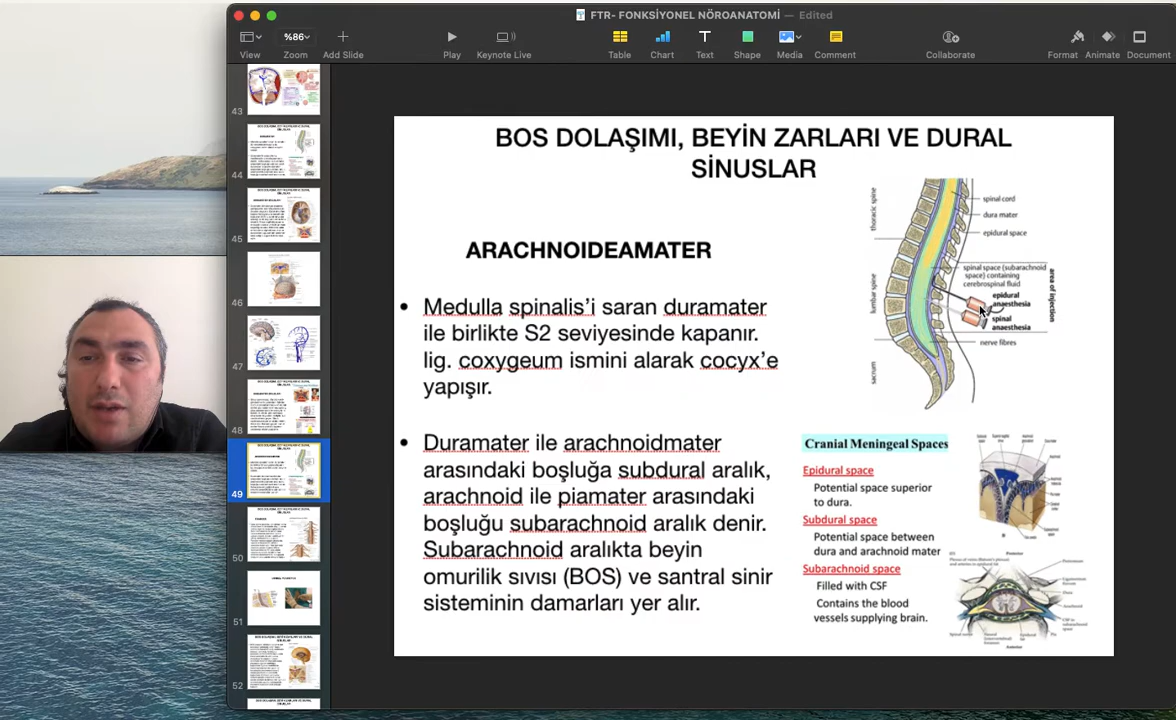 FTR- FONKSİYONEL NÖROANATOMİ — Edited
%86
View
Zoom
Add Slide
Play
Keynote Live
Table
Chart
Text
Shape
Media
Comment
Collaborate
Format
Animate
Document
43
44
45
46
47
48
49
50
51
52
BOS DOLAŞIMI, BEYİN ZARLARI VE DURAL
SİNUSLAR
ARACHNOIDEAMATER
• Medulla spinalis’i saran duramater
ile birlikte S2 seviyesinde kapanır.
lig. coxygeum ismini alarak cocyx’e
yapışır.
• Duramater ile arachnoidmater
arasındaki boşluğa subdural aralık,
arachnoid ile piamater arasındaki
boşluğu subarachnoid aralık denir.
Subarachnoid aralıkta beyin
omurilik sıvısı (BOS) ve santral sinir
sisteminin damarları yer alır.
thoracic spine
lumbar spine
sacrum
spinal cord
dura mater
epidural space
spinal space (subarachnoid
space) containing
cerebrospinal fluid
epidural
anaesthesia
spinal
anaesthesia
area of injection
nerve fibres
Cranial Meningeal Spaces
Epidural space
Potential space superior
to dura.
Subdural space
Potential space between
dura and arachnoid mater
Subarachnoid space
Filled with CSF
Contains the blood
vessels supplying brain.